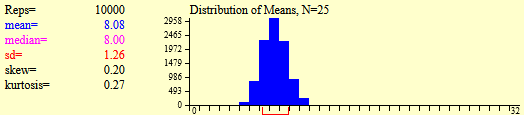 Reps= 10000
mean= 8.08
median= 8.00
sd= 1.26
skew= 0.20
kurtosis= 0.27
Distribution of Means, N=25
2958
2465
1972
1479
986
493
0
0 32